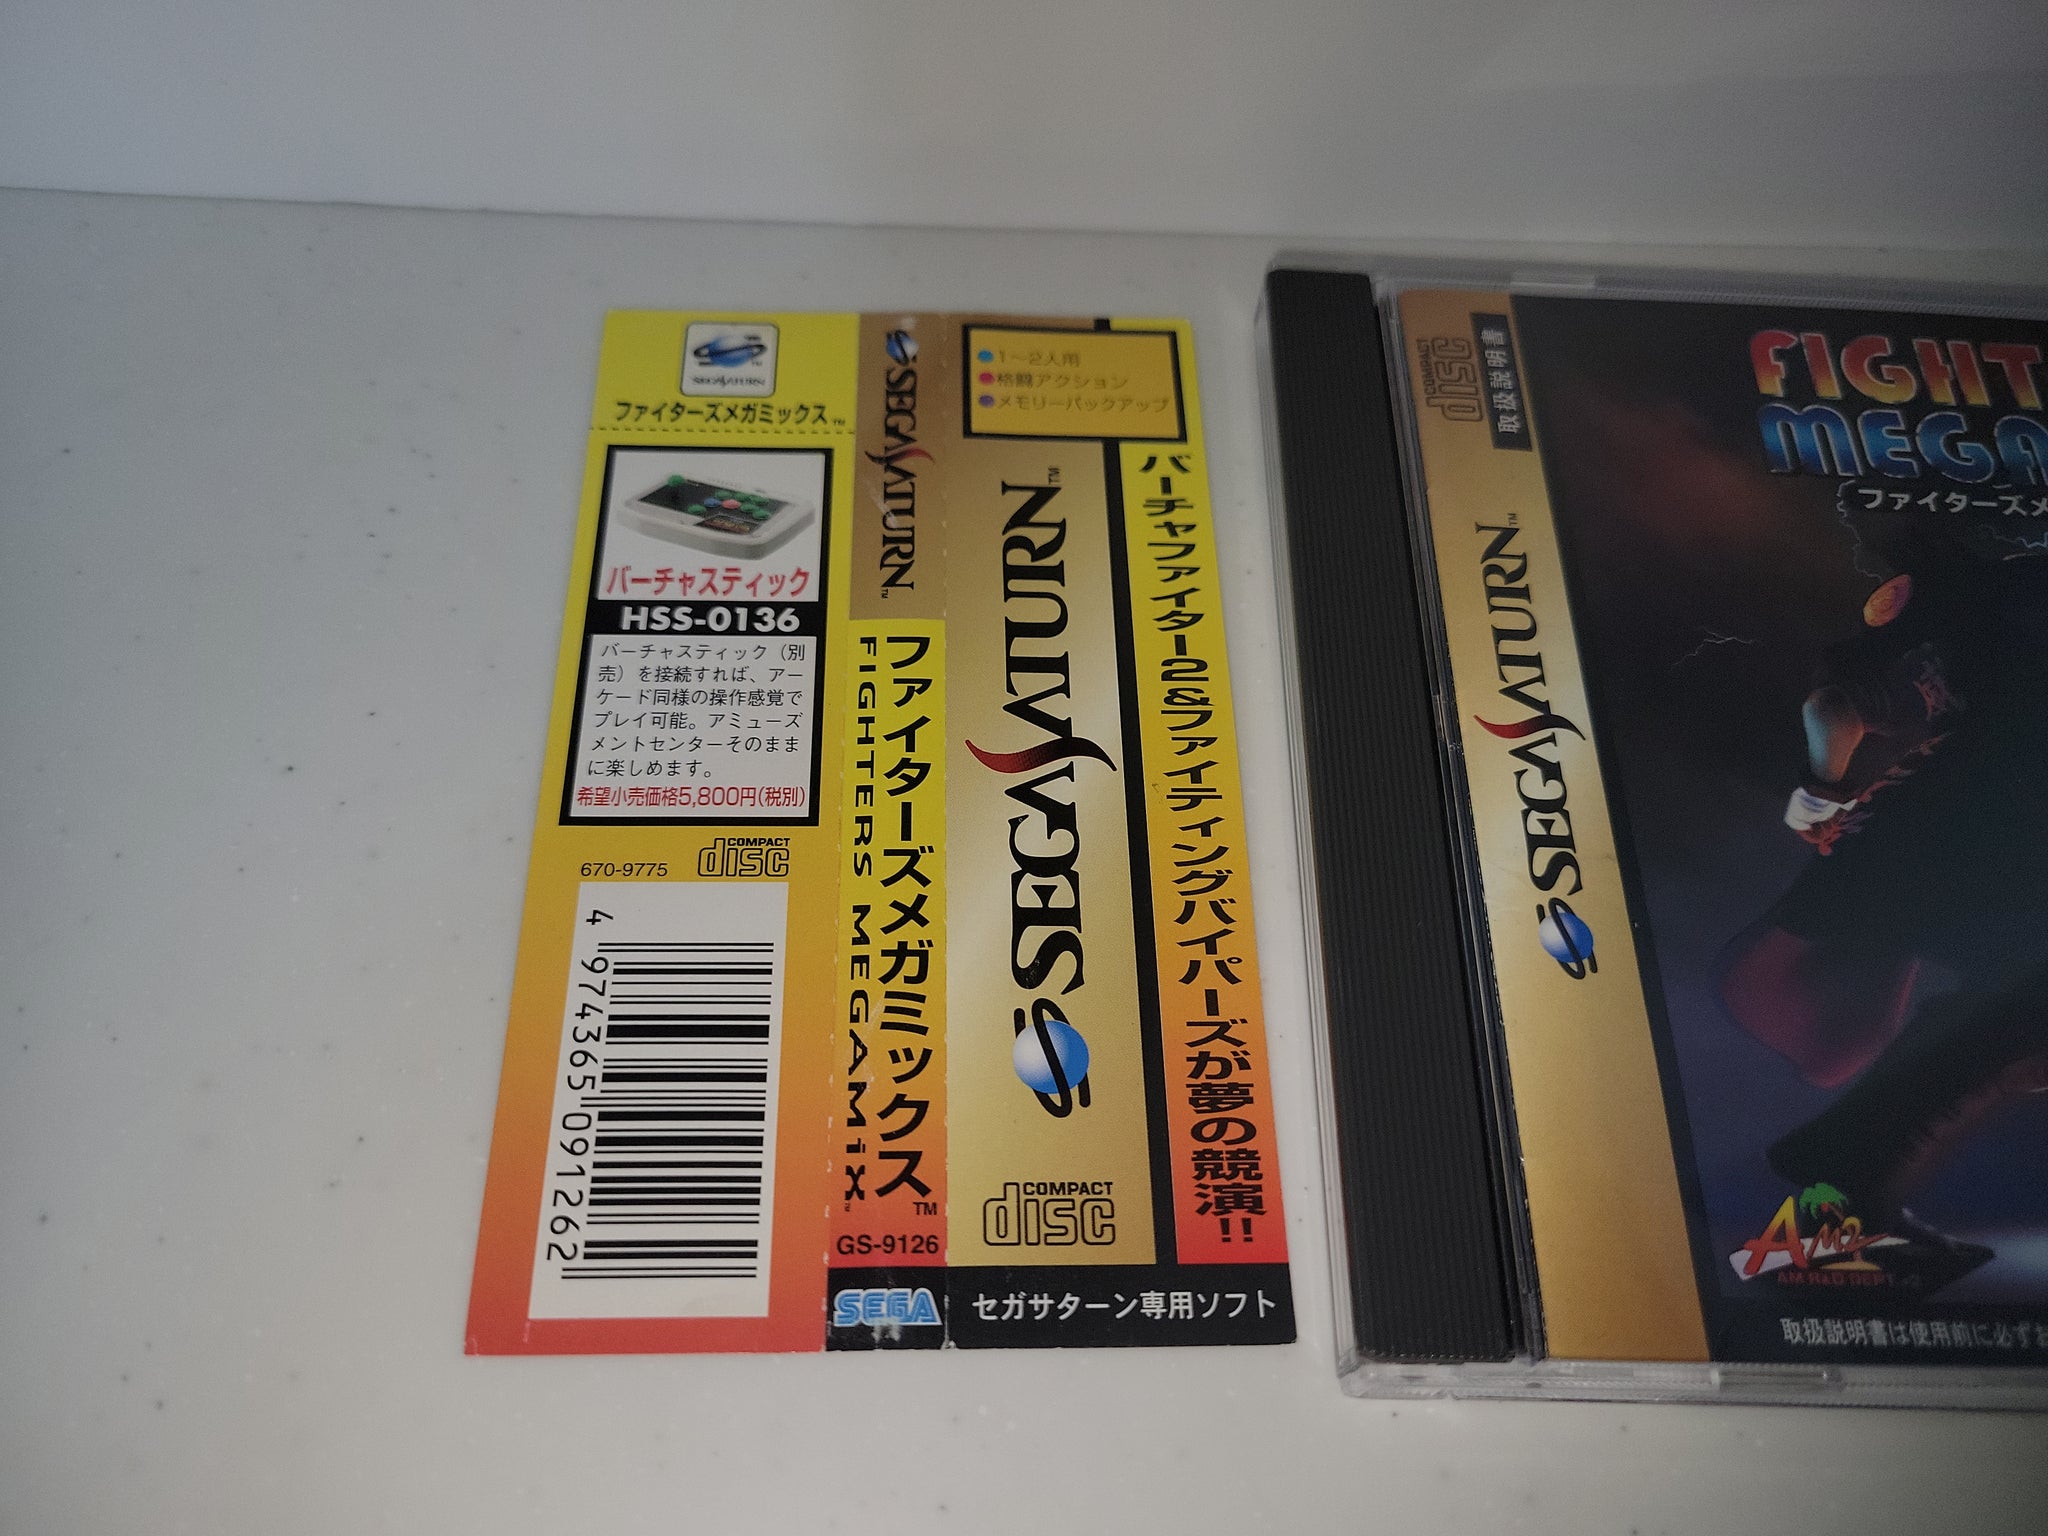 SEGA SATURN
ファイターズメガミックス™
バーチャスティック
HSS-0136
バーチャスティック（別
売）を接続すれば、アー
ケード同様の操作感覚で
プレイ可能。アミューズ
メントセンターそのまま
に楽しめます。
希望小売価格5,800円(税別)
670-9775
COMPACT
disc
4 974365 091262
SEGA SATURN™
ファイターズメガミックス™
FIGHTERS MEGAMiX™
GS-9126
SEGA
●1～2人用
●格闘アクション
●メモリーバックアップ
SEGA SATURN™
COMPACT
disc
バーチャファイター2&ファイティングバイパーズが夢の競演!!
セガサターン専用ソフト
COMPACT
disc
取扱説明書
SEGA SATURN™
FIGHT
MEGA
ファイターズメ
威
AM2
AM R&D DEPT #2
取扱説明書は使用前に必ずお